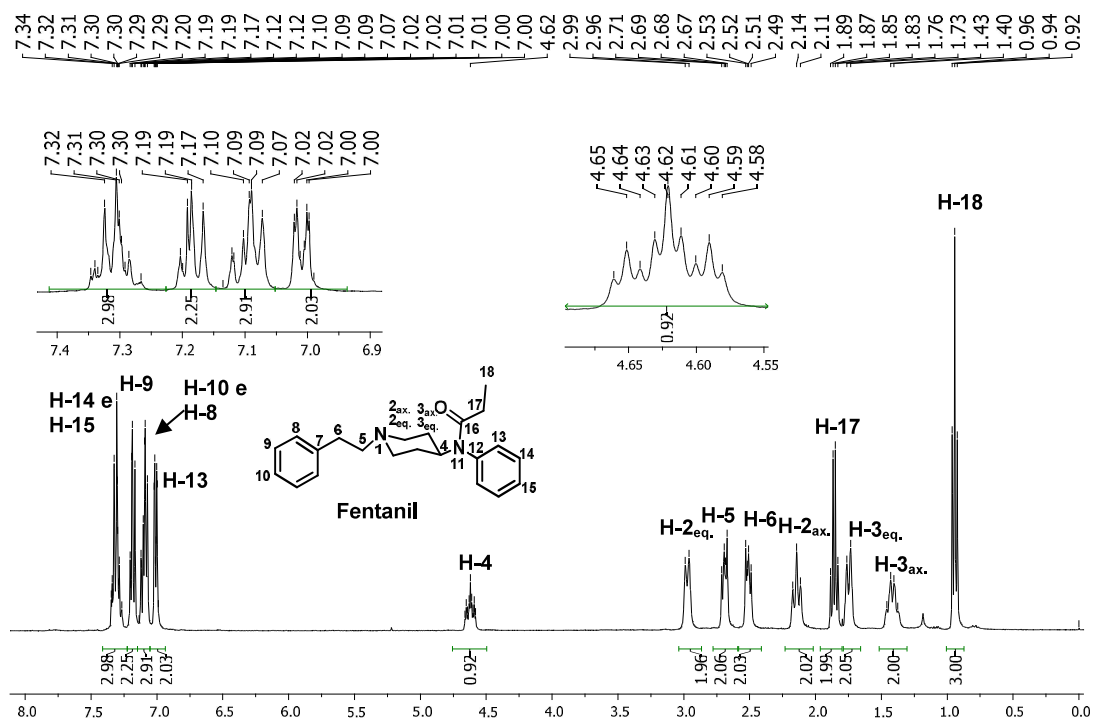 7.34 7.32 7.31 7.30 7.30 7.29 7.29 7.20 7.19 7.19 7.17 7.12 7.12 7.10 7.09 7.09 7.07 7.02 7.02 7.01 7.01 7.00 7.00 4.62 2.99 2.96 2.71 2.69 2.68 2.67 2.53 2.52 2.51 2.49 2.14 2.11 1.89 1.87 1.85 1.83 1.76 1.73 1.43 1.40 0.96 0.94 0.92
7.32 7.31 7.30 7.30 7.19 7.19 7.17 7.10 7.09 7.09 7.07 7.02 7.02 7.00 7.00
4.65 4.64 4.63 4.62 4.61 4.60 4.59 4.58
2.98 2.25 2.91 2.03
7.4 7.3 7.2 7.1 7.0 6.9
0.92
4.65 4.60 4.55
H-18
H-14 e
H-15
H-9
H-10 e
H-8
H-13
18
17
O
16
2ax.
2eq.
3ax.
3eq.
N
1
4
N
11
12
13
14
15
5
6
7
8
9
10
Fentanil
H-4
H-2eq.
H-5
H-6
H-2ax.
H-17
H-3eq.
H-3ax.
2.98 2.25 2.91 2.03 0.92 1.96 2.06 2.03 2.02 1.99 2.05 2.00 3.00
8.0 7.5 7.0 6.5 6.0 5.5 5.0 4.5 4.0 3.5 3.0 2.5 2.0 1.5 1.0 0.5 0.0